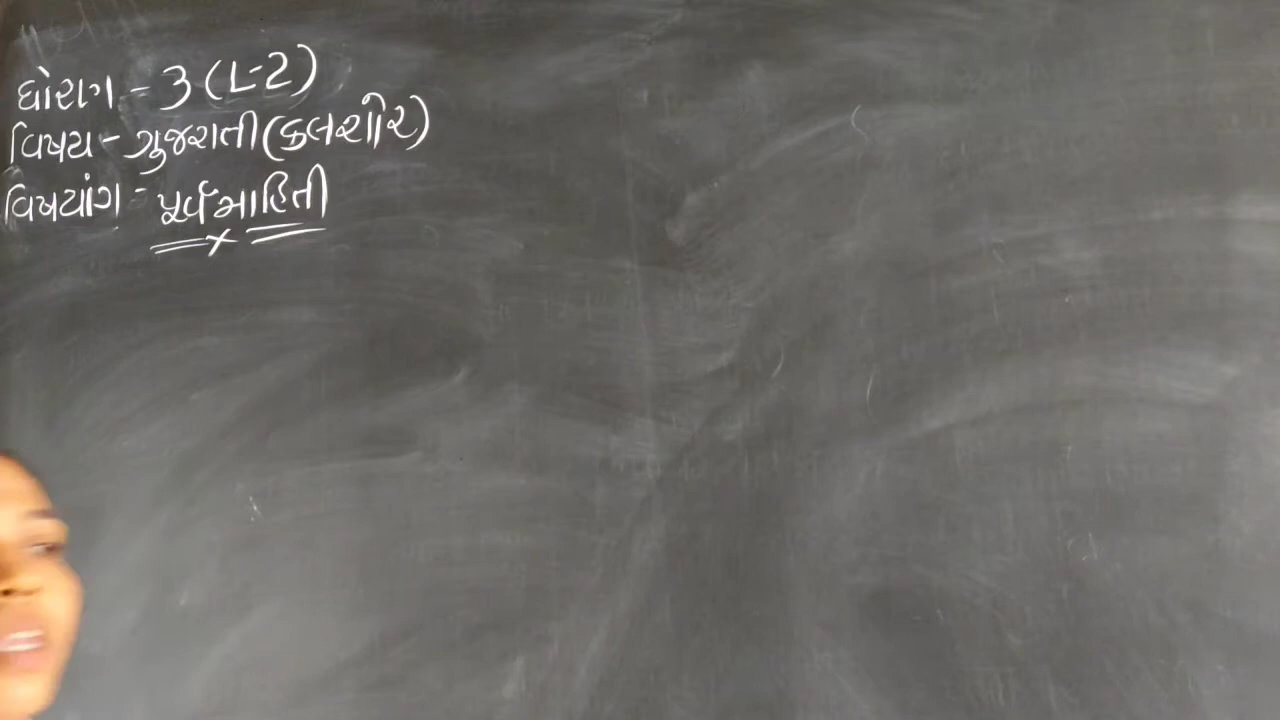 ધોરણ - 3 (L-2)
વિષય - ગુજરાતી (કલશોર)
વિષયાંગ - પૂર્વમાહિતી